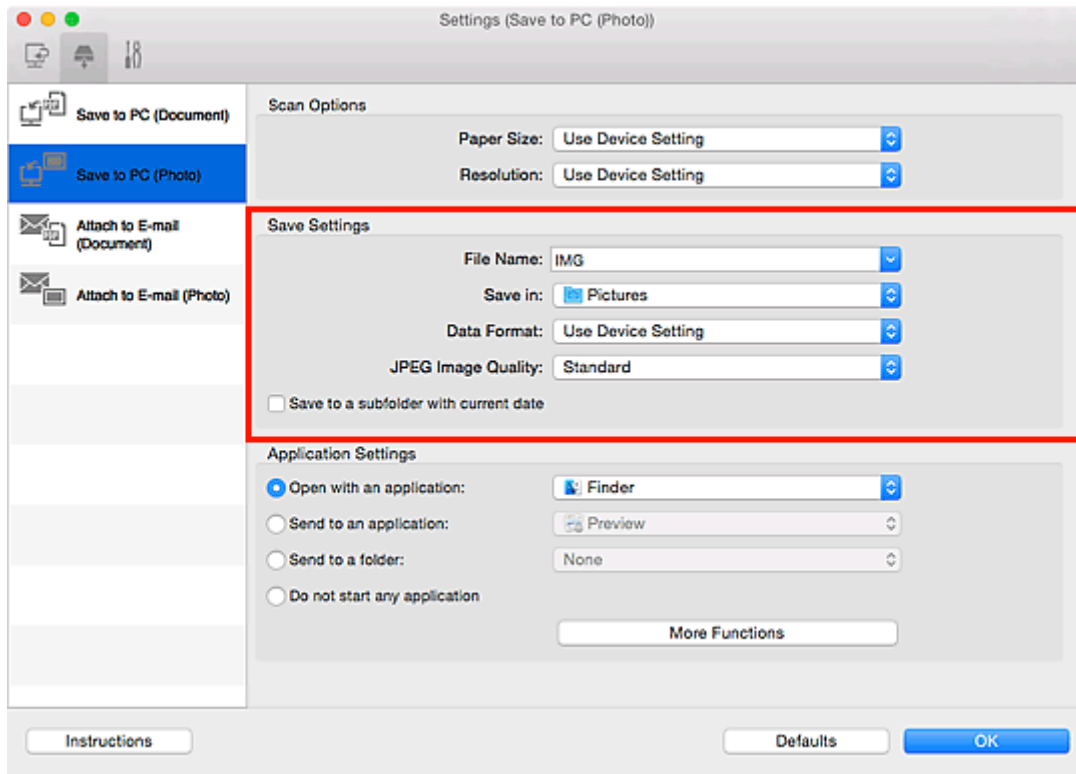 Settings (Save to PC (Photo))
Save to PC (Document)
Save to PC (Photo)
Attach to E-mail
(Document)
Attach to E-mail (Photo)
Scan Options
Paper Size: Use Device Setting
Resolution: Use Device Setting
Save Settings
File Name: IMG
Save in: Pictures
Data Format: Use Device Setting
JPEG Image Quality: Standard
Save to a subfolder with current date
Application Settings
Open with an application: Finder
Send to an application: Preview
Send to a folder: None
Do not start any application
More Functions
Instructions Defaults OK